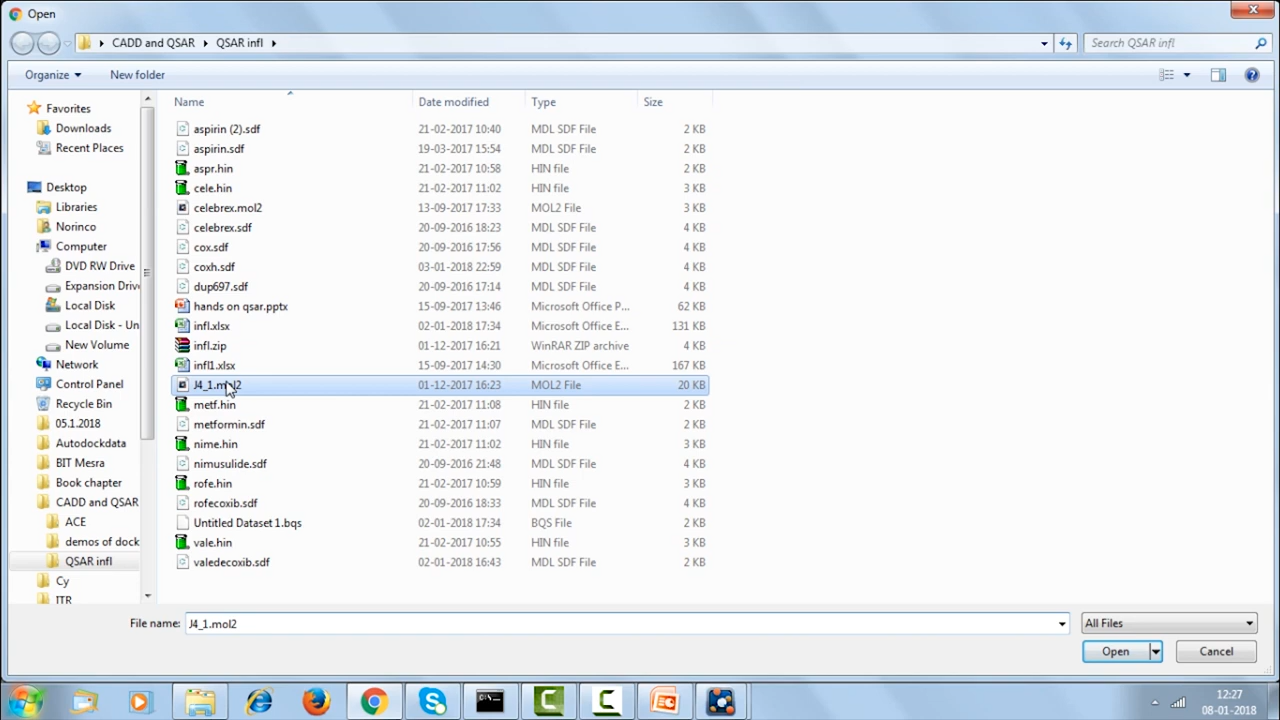 Open
CADD and QSAR QSAR infl
Search QSAR infl
Organize New folder
Name Date modified Type Size
Favorites
Downloads
Recent Places
Desktop
Libraries
Norinco
Computer
DVD RW Drive
Expansion Driv
Local Disk
Local Disk - Un
New Volume
Network
Control Panel
Recycle Bin
05.1.2018
Autodockdata
BIT Mesra
Book chapter
CADD and QSAR
ACE
demos of dock
QSAR infl
Cy
ITR
aspirin (2).sdf 21-02-2017 10:40 MDL SDF File 2 KB
aspirin.sdf 19-03-2017 15:54 MDL SDF File 2 KB
aspr.hin 21-02-2017 10:58 HIN file 2 KB
cele.hin 21-02-2017 11:02 HIN file 3 KB
celebrex.mol2 13-09-2017 17:33 MOL2 File 3 KB
celebrex.sdf 20-09-2016 18:23 MDL SDF File 4 KB
cox.sdf 20-09-2016 17:56 MDL SDF File 4 KB
coxh.sdf 03-01-2018 22:59 MDL SDF File 4 KB
dup697.sdf 20-09-2016 17:14 MDL SDF File 4 KB
hands on qsar.pptx 15-09-2017 13:46 Microsoft Office P... 62 KB
infl.xlsx 02-01-2018 17:34 Microsoft Office E... 131 KB
infl.zip 01-12-2017 16:21 WinRAR ZIP archive 4 KB
infl1.xlsx 15-09-2017 14:30 Microsoft Office E... 167 KB
J4_1.mol2 01-12-2017 16:23 MOL2 File 20 KB
metf.hin 21-02-2017 11:08 HIN file 2 KB
metformin.sdf 21-02-2017 11:07 MDL SDF File 2 KB
nime.hin 21-02-2017 11:02 HIN file 3 KB
nimusulide.sdf 20-09-2016 21:48 MDL SDF File 4 KB
rofe.hin 21-02-2017 10:59 HIN file 3 KB
rofecoxib.sdf 20-09-2016 18:33 MDL SDF File 4 KB
Untitled Dataset 1.bqs 02-01-2018 17:34 BQS File 2 KB
vale.hin 21-02-2017 10:55 HIN file 3 KB
valedecoxib.sdf 02-01-2018 16:43 MDL SDF File 2 KB
File name: J4_1.mol2 All Files
Open Cancel
12:27
08-01-2018